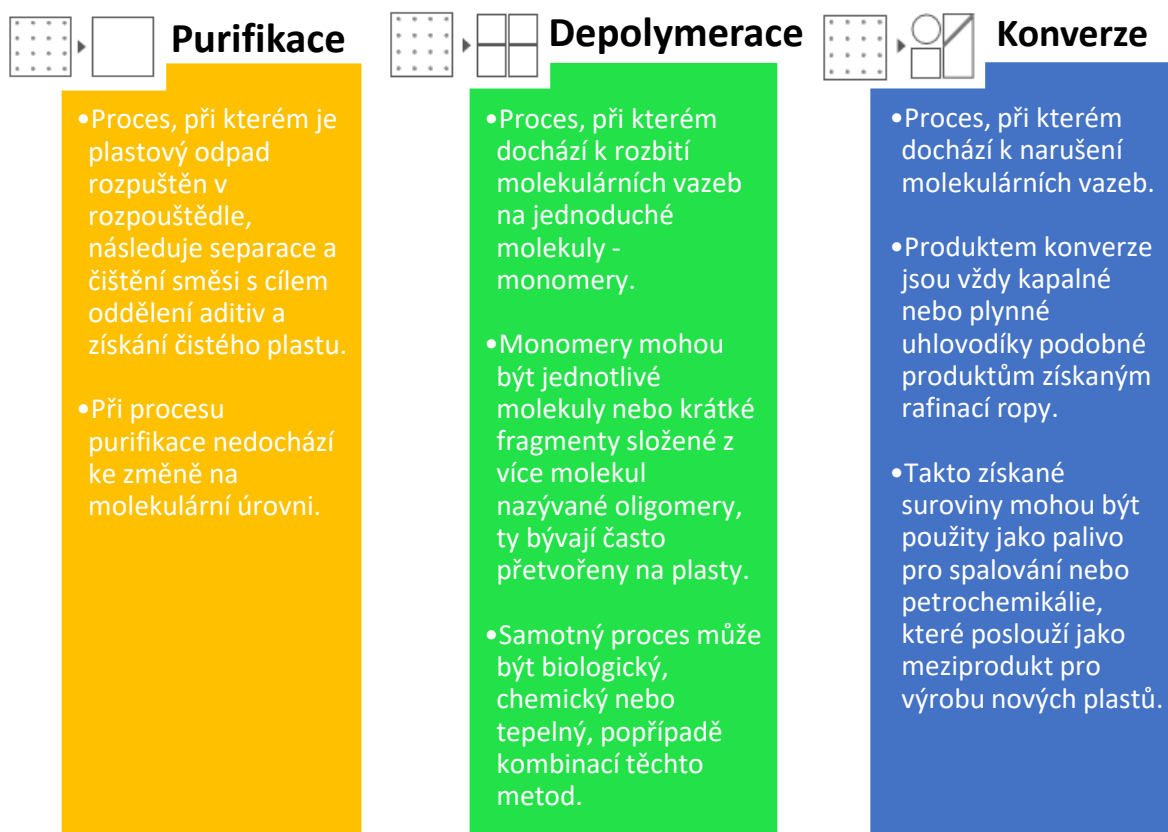 Purifikace
•Proces, při kterém je
plastový odpad
rozpuštěn v
rozpouštědle,
následuje separace a
čištění směsi s cílem
oddělení aditiv a
získání čistého plastu.
•Při procesu
purifikace nedochází
ke změně na
molekulární úrovni.
Depolymerace
•Proces, při kterém
dochází k rozbití
molekulárních vazeb
na jednoduché
molekuly -
monomery.
•Monomery mohou
být jednotlivé
molekuly nebo krátké
fragmenty složené z
více molekul
nazývané oligomery,
ty bývají často
přetvořeny na plasty.
•Samotný proces může
být biologický,
chemický nebo
tepelný, popřípadě
kombinací těchto
metod.
Konverze
•Proces, při kterém
dochází k narušení
molekulárních vazeb.
•Produktem konverze
jsou vždy kapalné
nebo plynné
uhlovodíky podobné
produktům získaným
rafinací ropy.
•Takto získané
suroviny mohou být
použity jako palivo
pro spalování nebo
petrochemikálie,
které poslouží jako
meziprodukt pro
výrobu nových plastů.